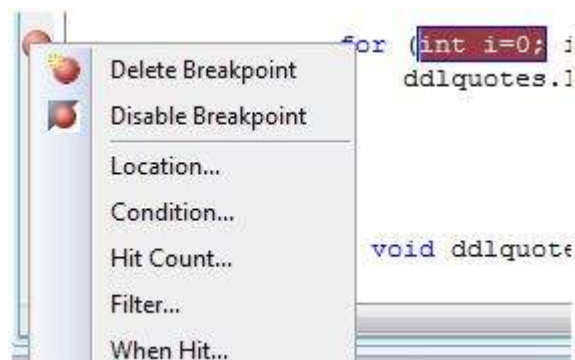 for (int i=0; i
Delete Breakpoint
ddlquotes.
Disable Breakpoint
Location...
Condition...
Hit Count...
void ddlquote
Filter...
When Hit...